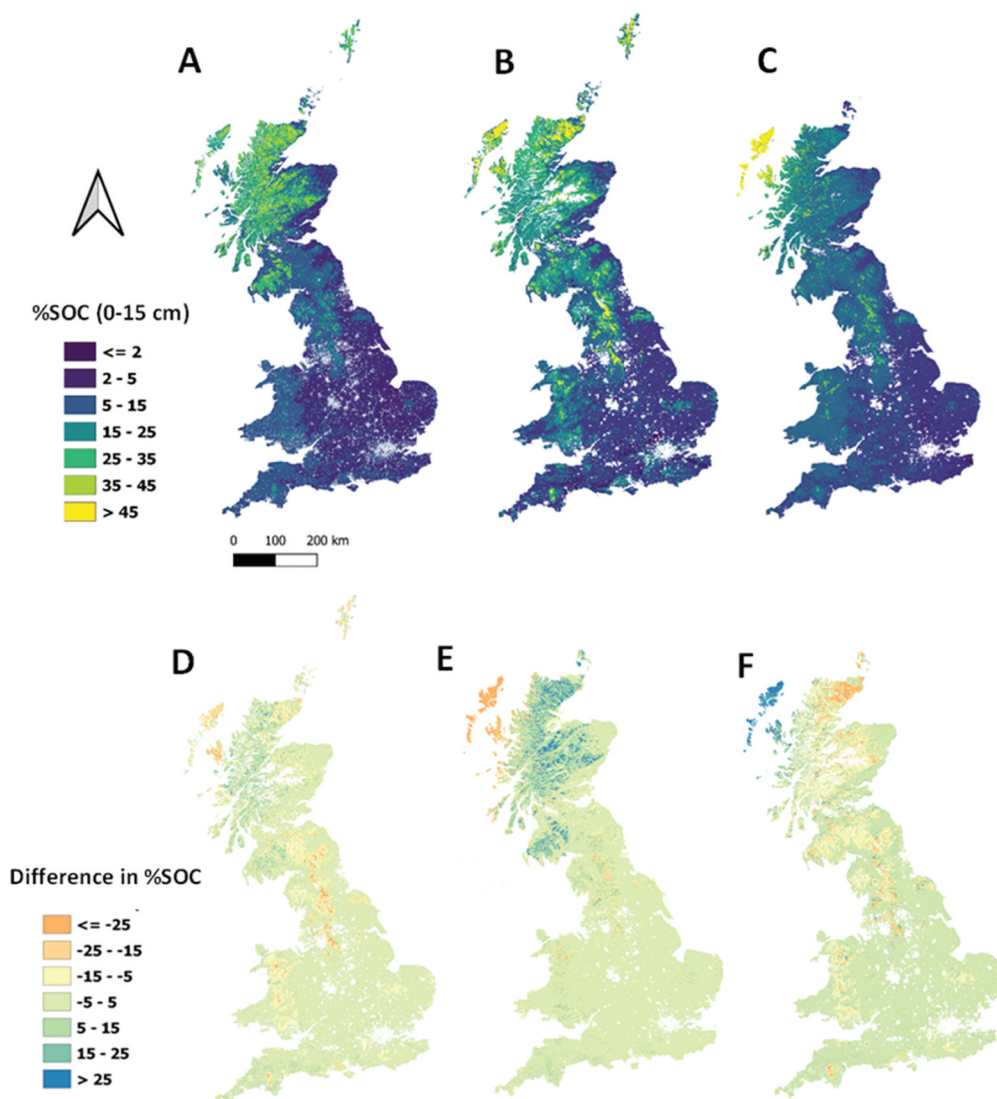 A
B
C
%SOC (0-15 cm)
<= 2
2 - 5
5 - 15
15 - 25
25 - 35
35 - 45
> 45
0 100 200 km
D
E
F
Difference in %SOC
<= -25
-25 - -15
-15 - -5
-5 - 5
5 - 15
15 - 25
> 25